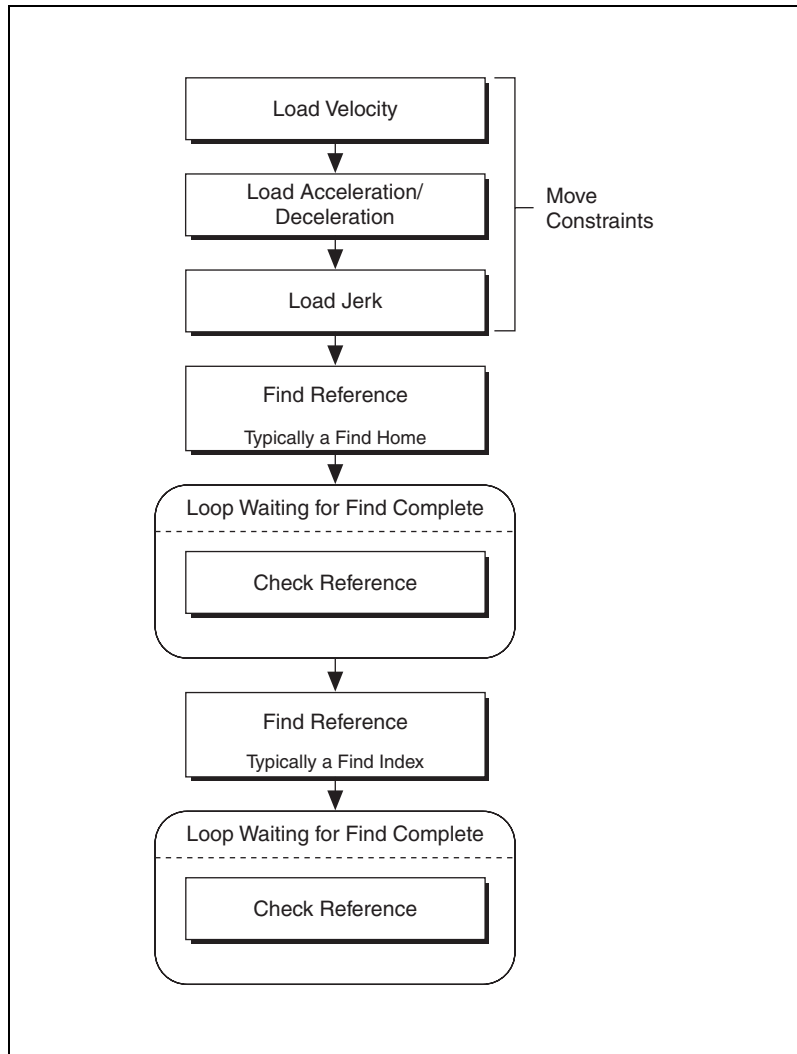 Load Velocity
Load Acceleration/
Deceleration
Move
Constraints
Load Jerk
Find Reference
Typically a Find Home
Loop Waiting for Find Complete
Check Reference
Find Reference
Typically a Find Index
Loop Waiting for Find Complete
Check Reference